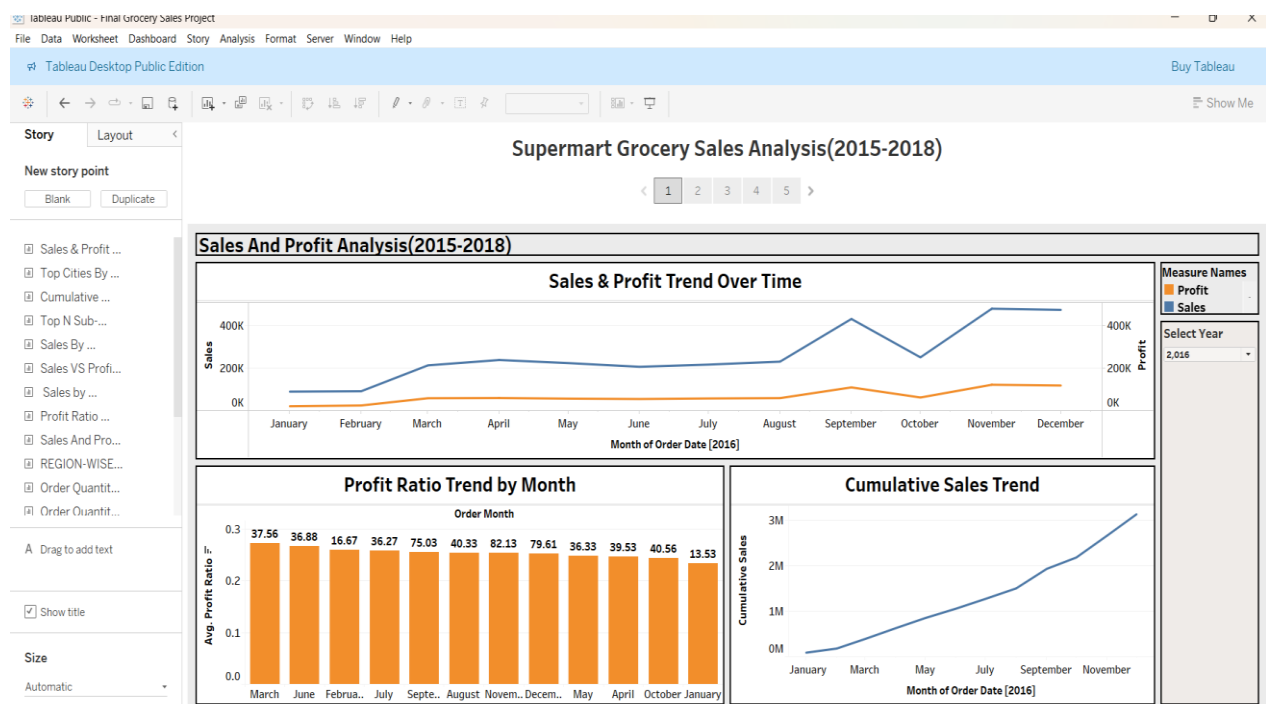 Tableau Public - Final Grocery Sales Project
File Data Worksheet Dashboard Story Analysis Format Server Window Help
Tableau Desktop Public Edition
Buy Tableau
Show Me
Story Layout
New story point
Blank Duplicate
Sales & Profit ...
Top Cities By ...
Cumulative ...
Top N Sub-...
Sales By ...
Sales VS Profi...
Sales by ...
Profit Ratio ...
Sales And Pro...
REGION-WISE...
Order Quantit...
Order Quantit...
A Drag to add text
Show title
Size
Automatic
Supermart Grocery Sales Analysis(2015-2018)
1 2 3 4 5
Sales And Profit Analysis(2015-2018)
Sales & Profit Trend Over Time
Sales
400K
200K
0K
400K
200K
0K
Profit
January February March April May June July August September October November December
Month of Order Date [2016]
Measure Names
Profit
Sales
Select Year
2,016
Profit Ratio Trend by Month
Order Month
Avg. Profit Ratio
0.3
0.2
0.1
0.0
37.56 36.88 16.67 36.27 75.03 40.33 82.13 79.61 36.33 39.53 40.56 13.53
March June Februa.. July Septe.. August Novem.. Decem.. May April October January
Cumulative Sales Trend
Cumulative Sales
3M
2M
1M
0M
January March May July September November
Month of Order Date [2016]